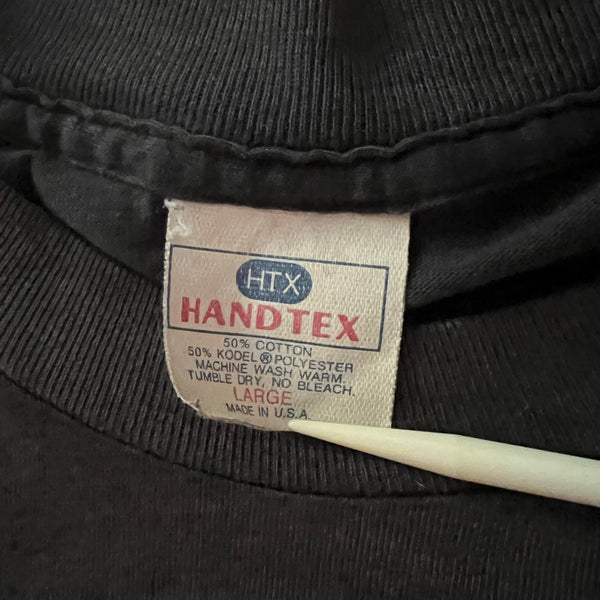 HTX
HANDTEX
50% COTTON
50% KODEL® POLYESTER
MACHINE WASH WARM.
TUMBLE DRY, NO BLEACH.
LARGE
MADE IN U.S.A.